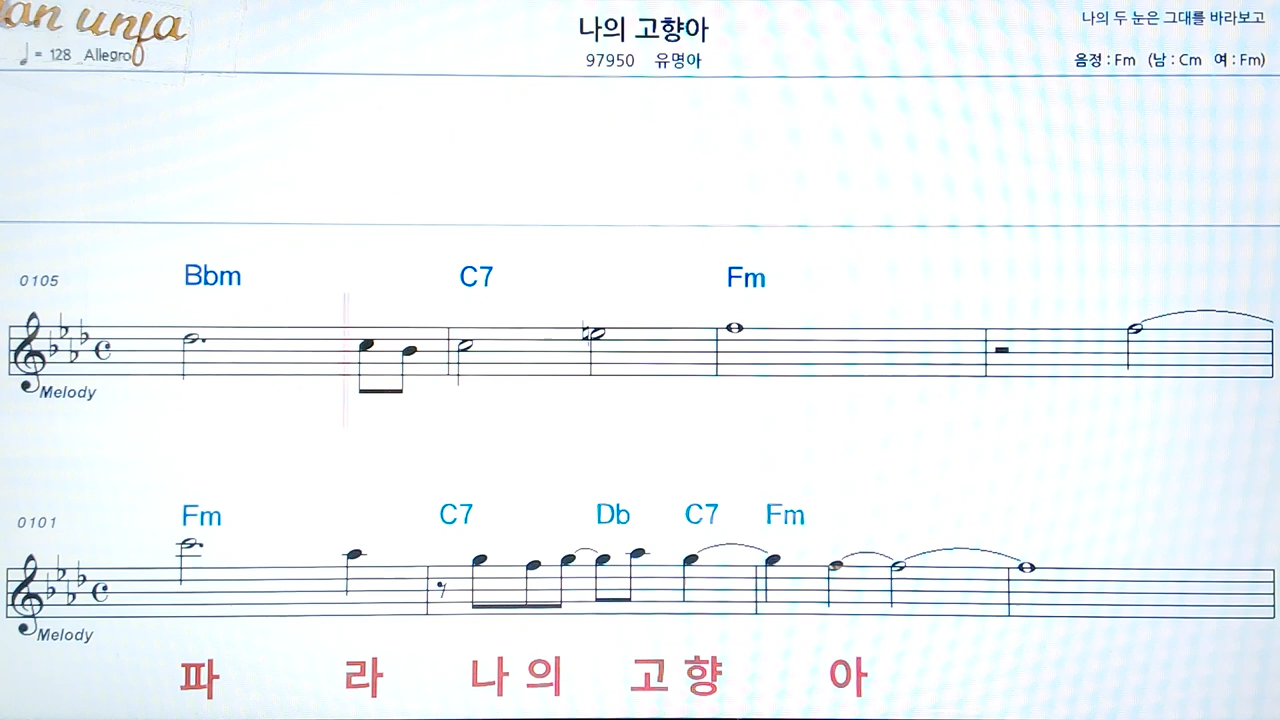 an unfa
나의 고향아
나의 두 눈은 그대를 바라보고
= 128 Allegro
97950 유명아
음정 : Fm (남 : Cm 여 : Fm)
0105
Bbm C7 Fm
Melody
0101
Fm C7 Db C7 Fm
Melody
파 라 나 의 고 향 아